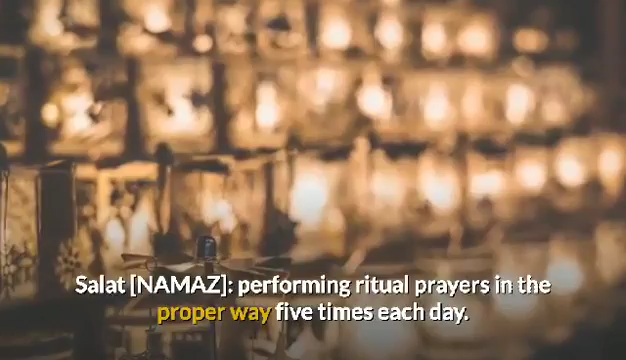 Salat [NAMAZ]: performing ritual prayers in the
proper way five times each day.